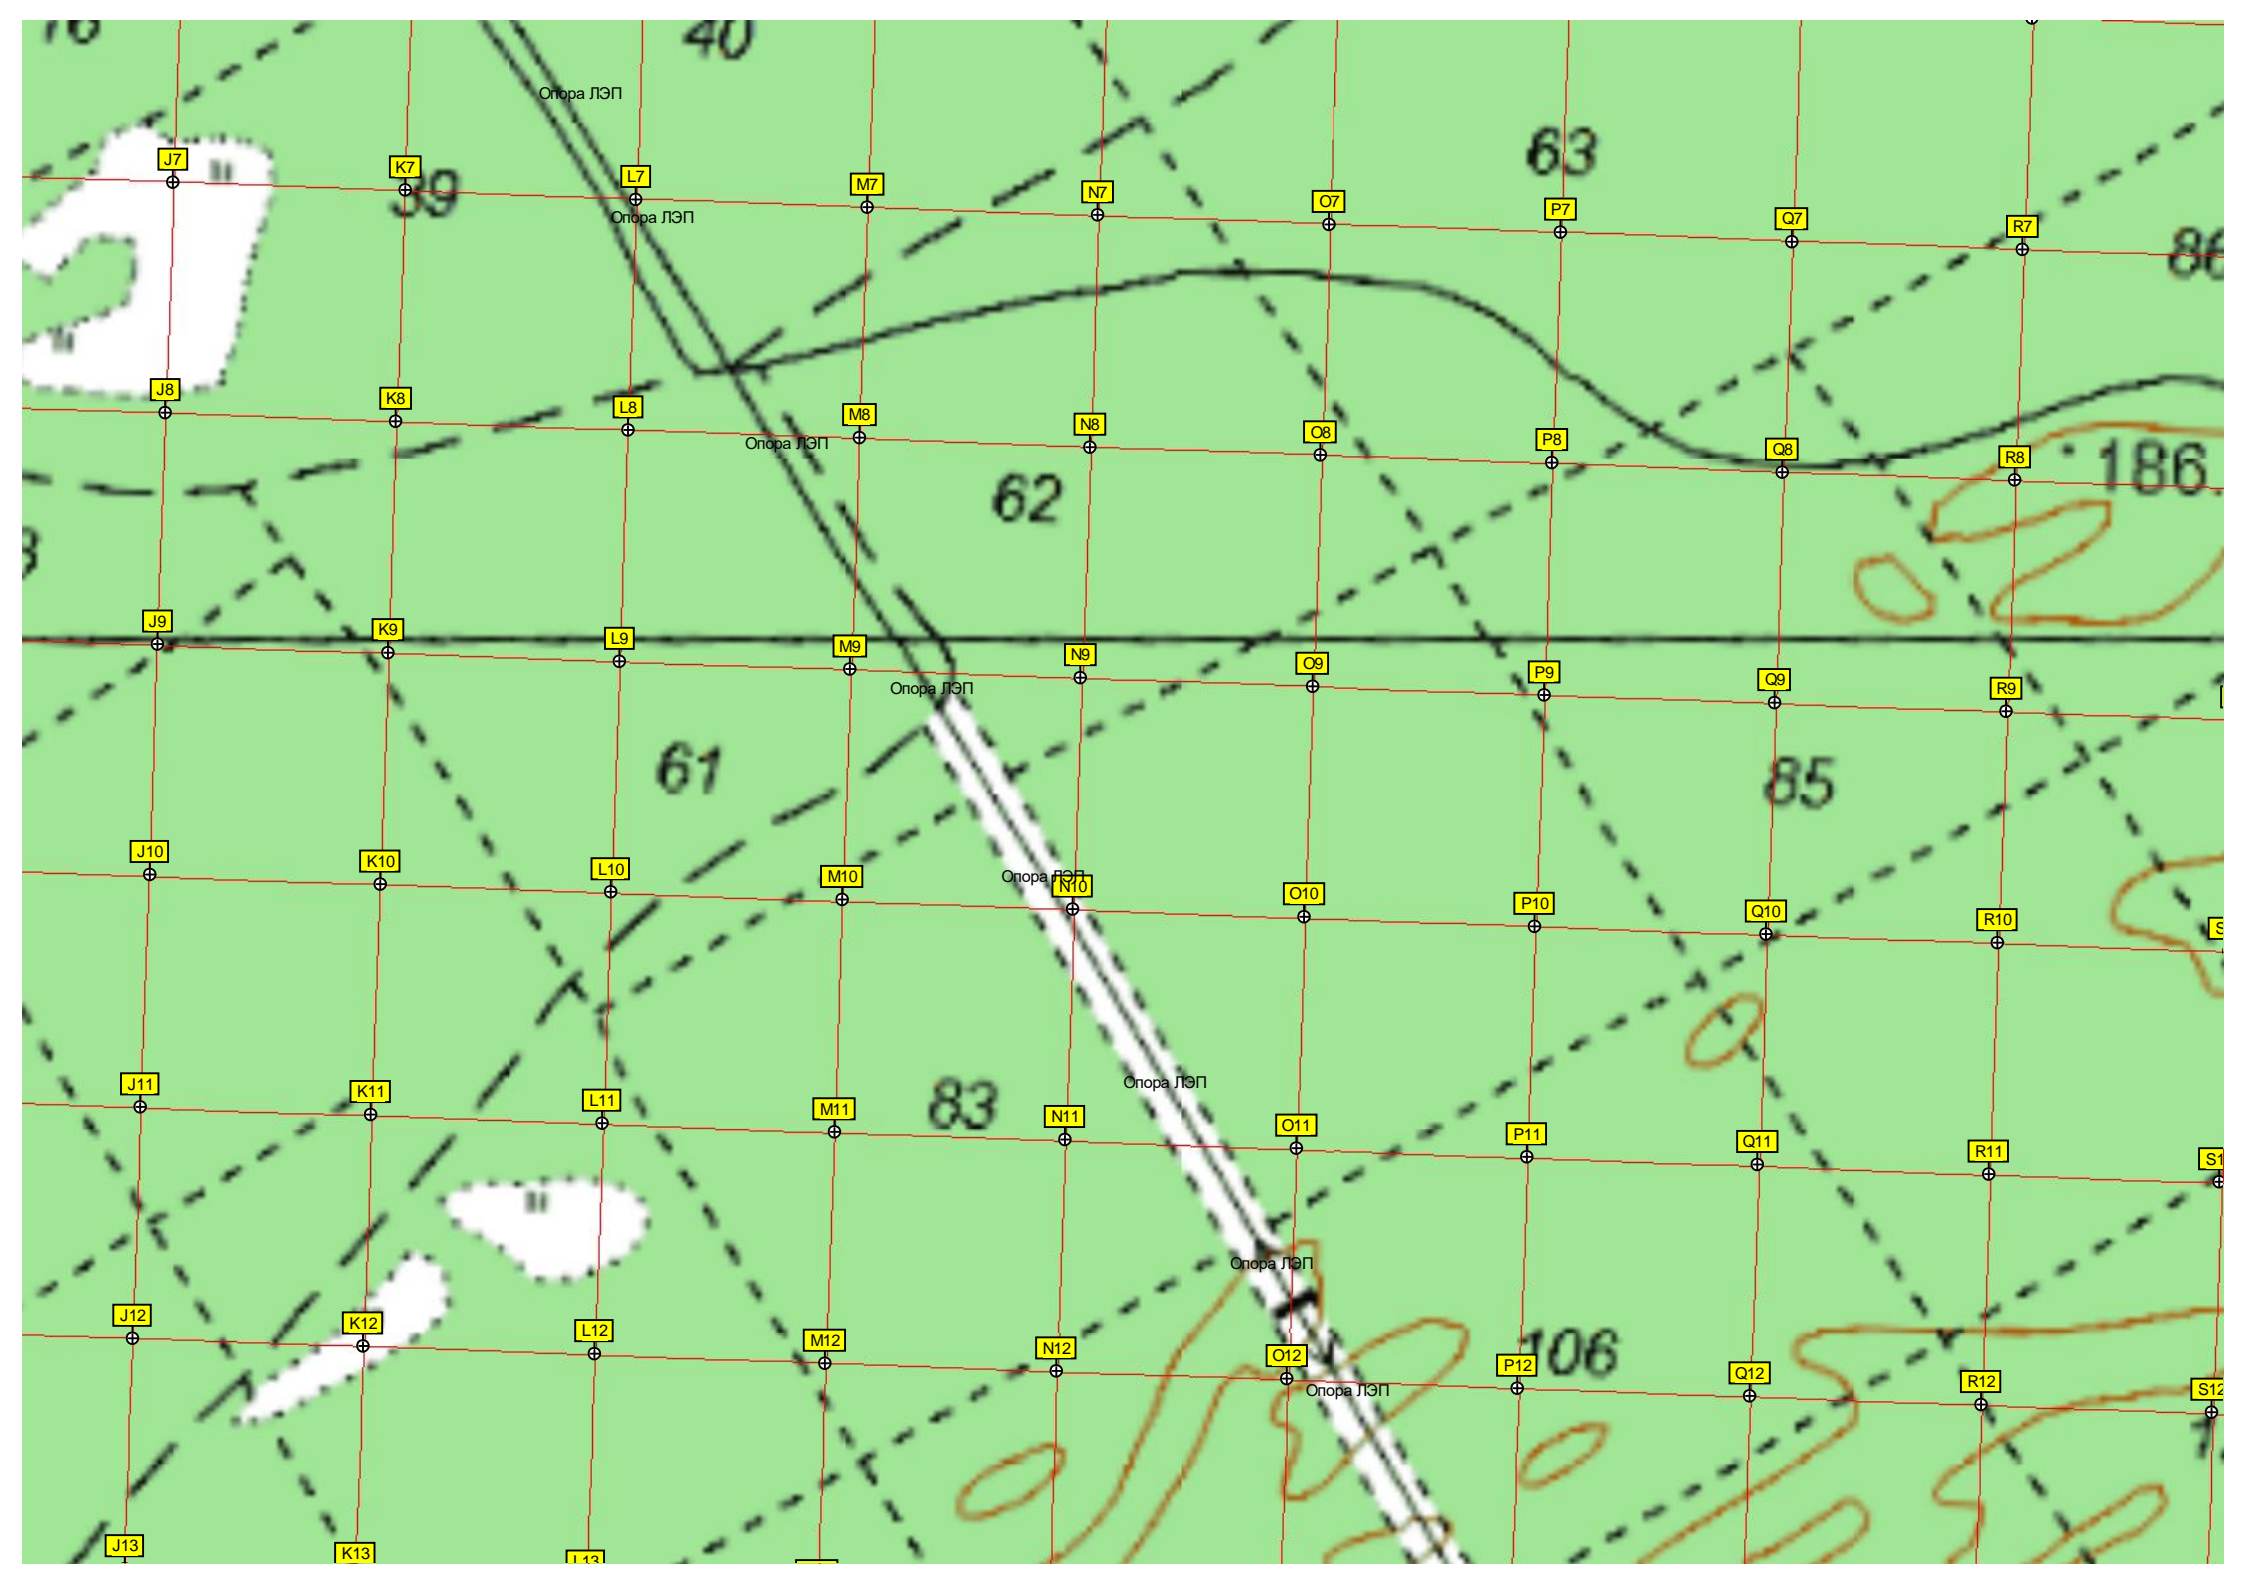 40
Опора ЛЭП
63
J7
K7
L7
M7
N7
O7
P7
Q7
R7
39
Опора ЛЭП
J8
K8
L8
M8
N8
O8
P8
Q8
R8
Опора ЛЭП
186.
62
J9
K9
L9
M9
N9
O9
P9
Q9
R9
Опора ЛЭП
61
85
J10
K10
L10
M10
Опора ЛЭП
N10
O10
P10
Q10
R10
Опора ЛЭП
83
J11
K11
L11
M11
N11
O11
P11
Q11
R11
S1
Опора ЛЭП
J12
K12
L12
M12
N12
O12
P12
106
Q12
R12
S12
Опора ЛЭП
J13
K13
L13